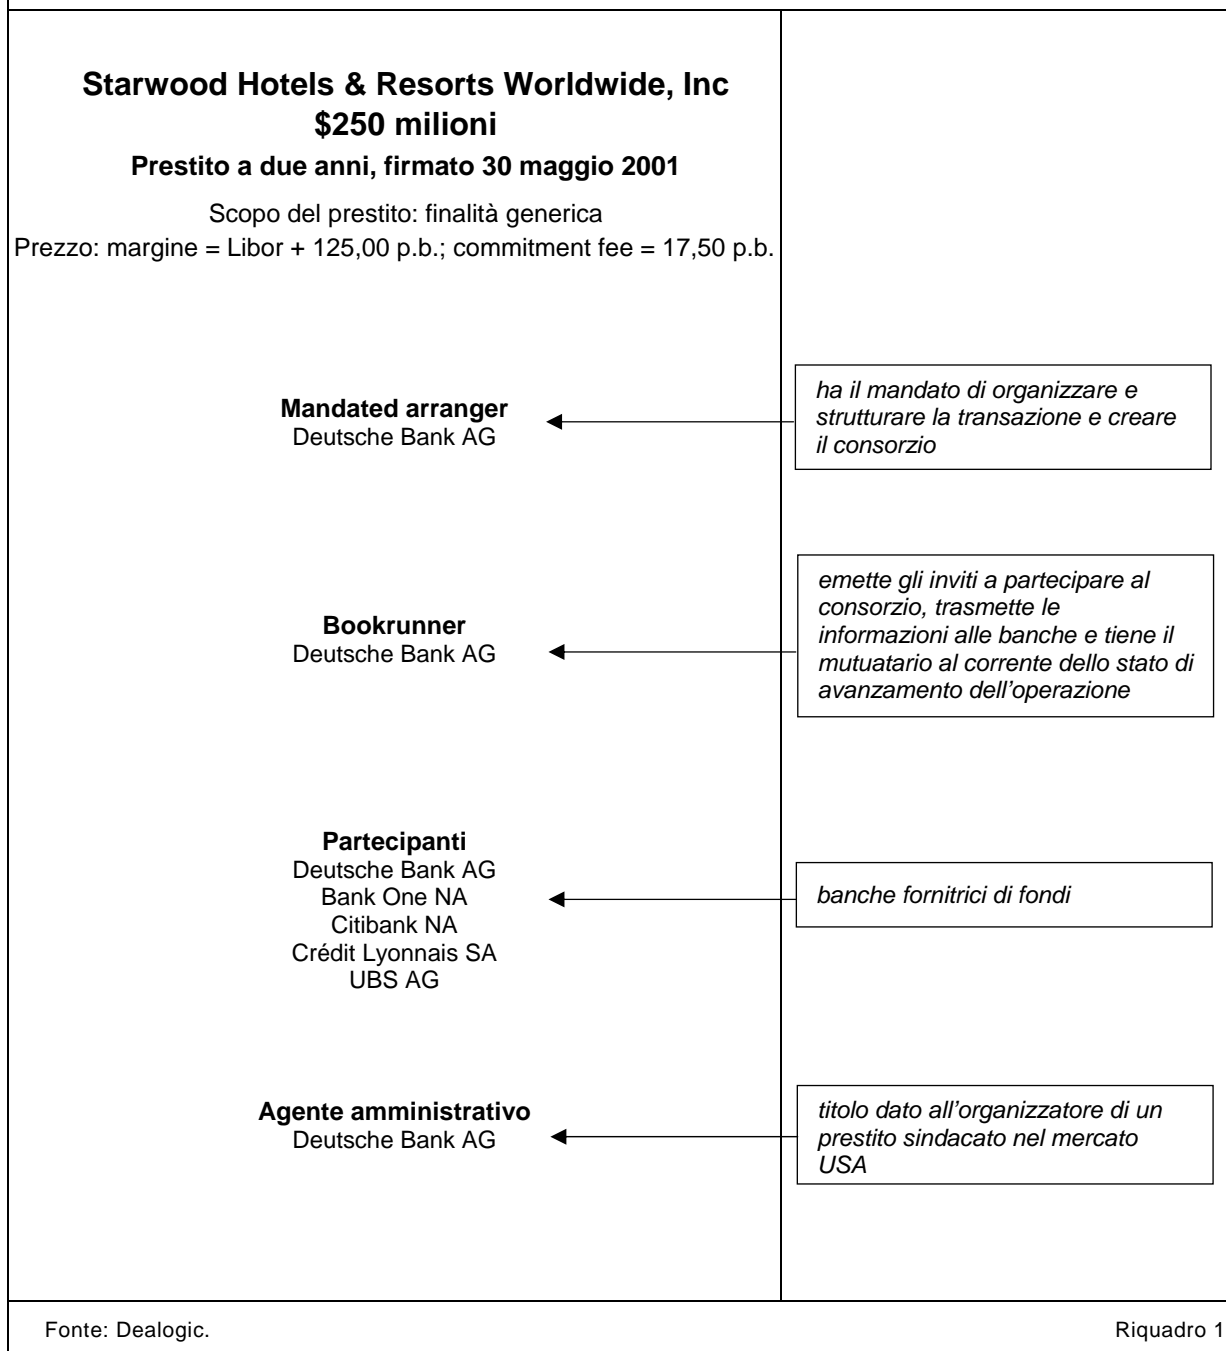 Starwood Hotels & Resorts Worldwide, Inc
$250 milioni
Prestito a due anni, firmato 30 maggio 2001
Scopo del prestito: finalità generica
Prezzo: margine = Libor + 125,00 p.b.; commitment fee = 17,50 p.b.
Mandated arranger
Deutsche Bank AG
ha il mandato di organizzare e
strutturare la transazione e creare
il consorzio
Bookrunner
Deutsche Bank AG
emette gli inviti a partecipare al
consorzio, trasmette le
informazioni alle banche e tiene il
mutuatario al corrente dello stato di
avanzamento dell'operazione
Partecipanti
Deutsche Bank AG
Bank One NA
Citibank NA
Crédit Lyonnais SA
UBS AG
banche fornitrici di fondi
Agente amministrativo
Deutsche Bank AG
titolo dato all'organizzatore di un
prestito sindacato nel mercato
USA
Fonte: Dealogic.
Riquadro 1